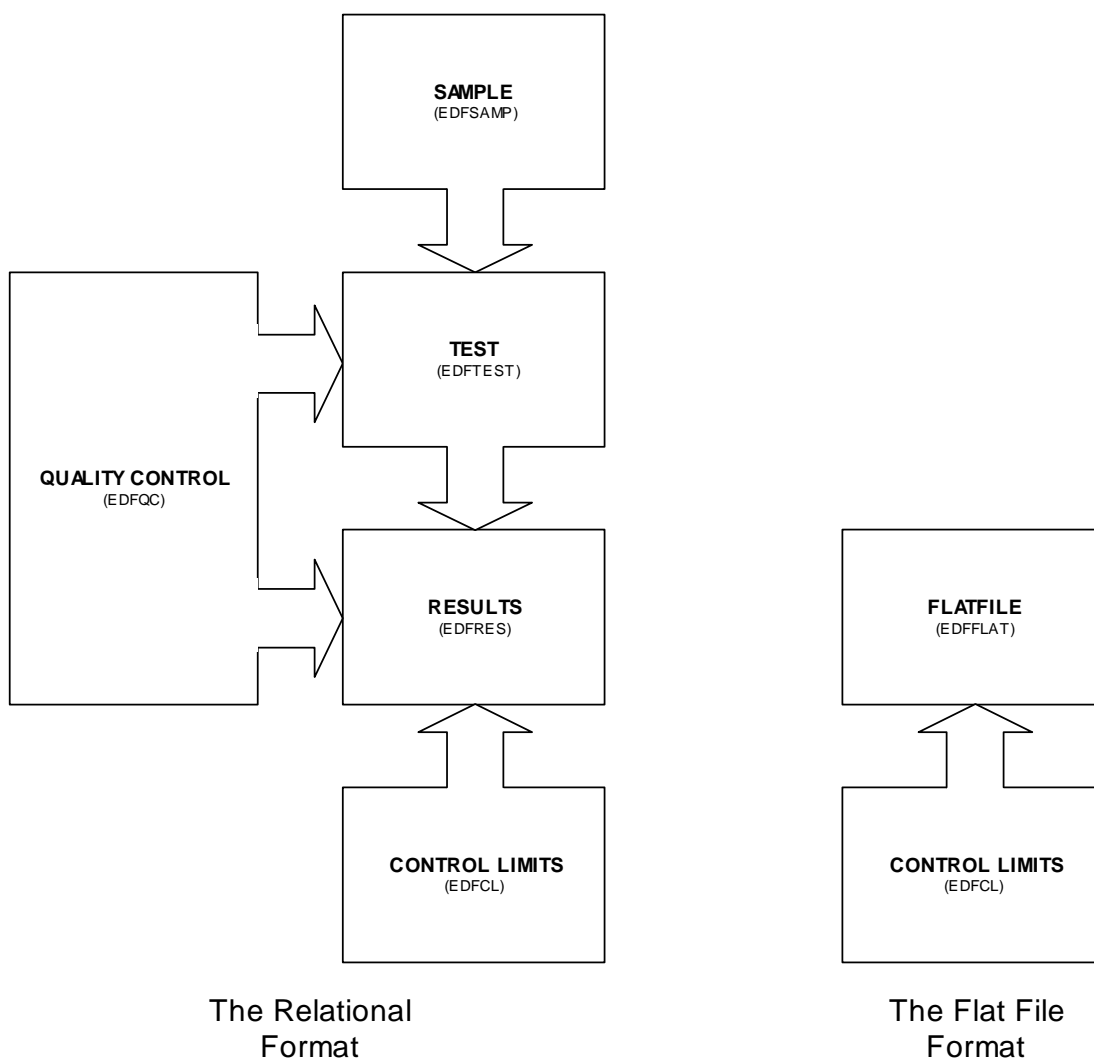 SAMPLE
(EDFSAMP)
TEST
(EDFTEST)
QUALITY CONTROL
(EDFQC)
RESULTS
(EDFRES)
CONTROL LIMITS
(EDFCL)
The Relational
Format
FLATFILE
(EDFFLAT)
CONTROL LIMITS
(EDFCL)
The Flat File
Format